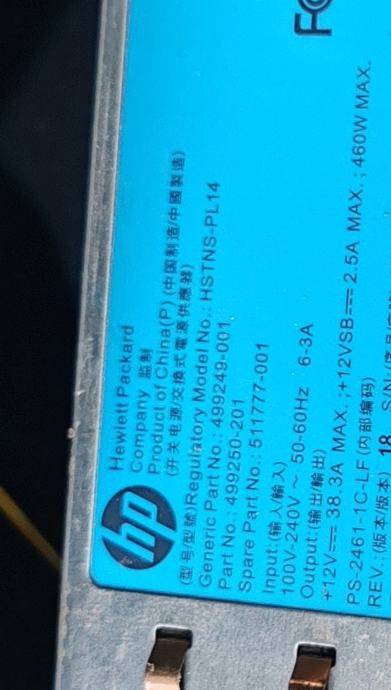 hp
Hewlett Packard
Company 监制
Product of China(P) (中国制造/中國製造)
(开关电源/交換式電源供應器)
(型号/型號)Regulatory Model No.: HSTNS-PL14
Generic Part No.: 499249-001
Part No.: 499250-201
Spare Part No.: 511777-001
Input:(输入/輸入)
100V-240V ~ 50-60Hz 6-3A
Output:(输出/輸出)
+12V⎓ 38.3A MAX.;+12VSB⎓ 2.5A MAX.; 460W MAX.
PS-2461-1C-LF (内部编码)
REV.:(版本/版本) 18